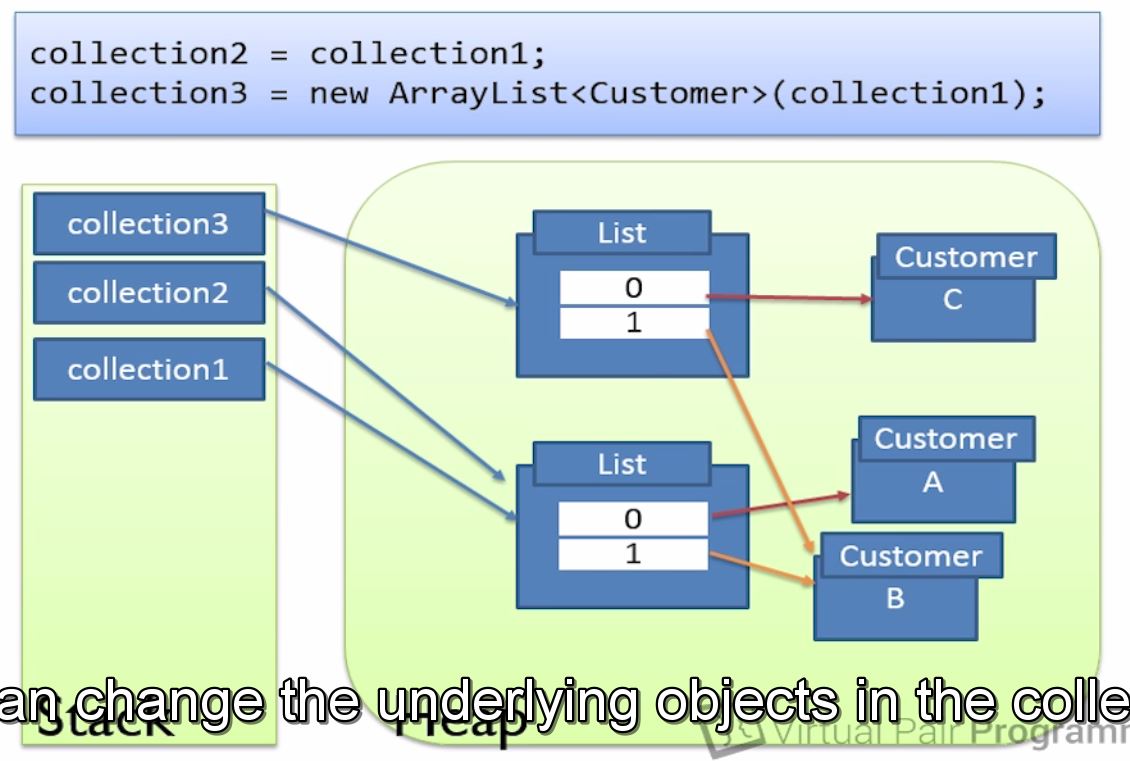 collection2 = collection1;
collection3 = new ArrayList<Customer>(collection1);
collection3
collection2
collection1
List
0
1
Customer
C
List
0
1
Customer
A
Customer
B
an change the underlying objects in the colle
Stack
Heap
Virtual Pair Programm